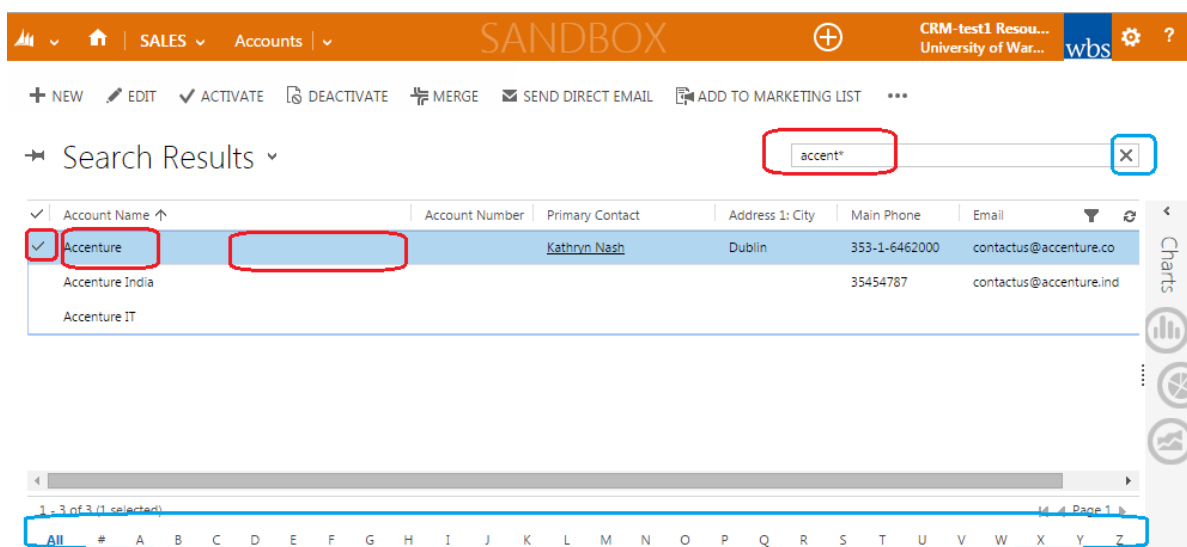 SALES Accounts SANDBOX CRM-test1 Resou... ?
University of War... wbs
NEW EDIT ACTIVATE DEACTIVATE MERGE SEND DIRECT EMAIL ADD TO MARKETING LIST •••
Search Results accent*
Account Name Account Number Primary Contact Address 1: City Main Phone Email
Accenture Kathryn Nash Dublin 353-1-6462000 contactus@accenture.co
Accenture India 35454787 contactus@accenture.ind
Accenture IT
Charts
1 - 3 of 3 (1 selected) Page 1
All # A B C D E F G H I J K L M N O P Q R S T U V W X Y Z